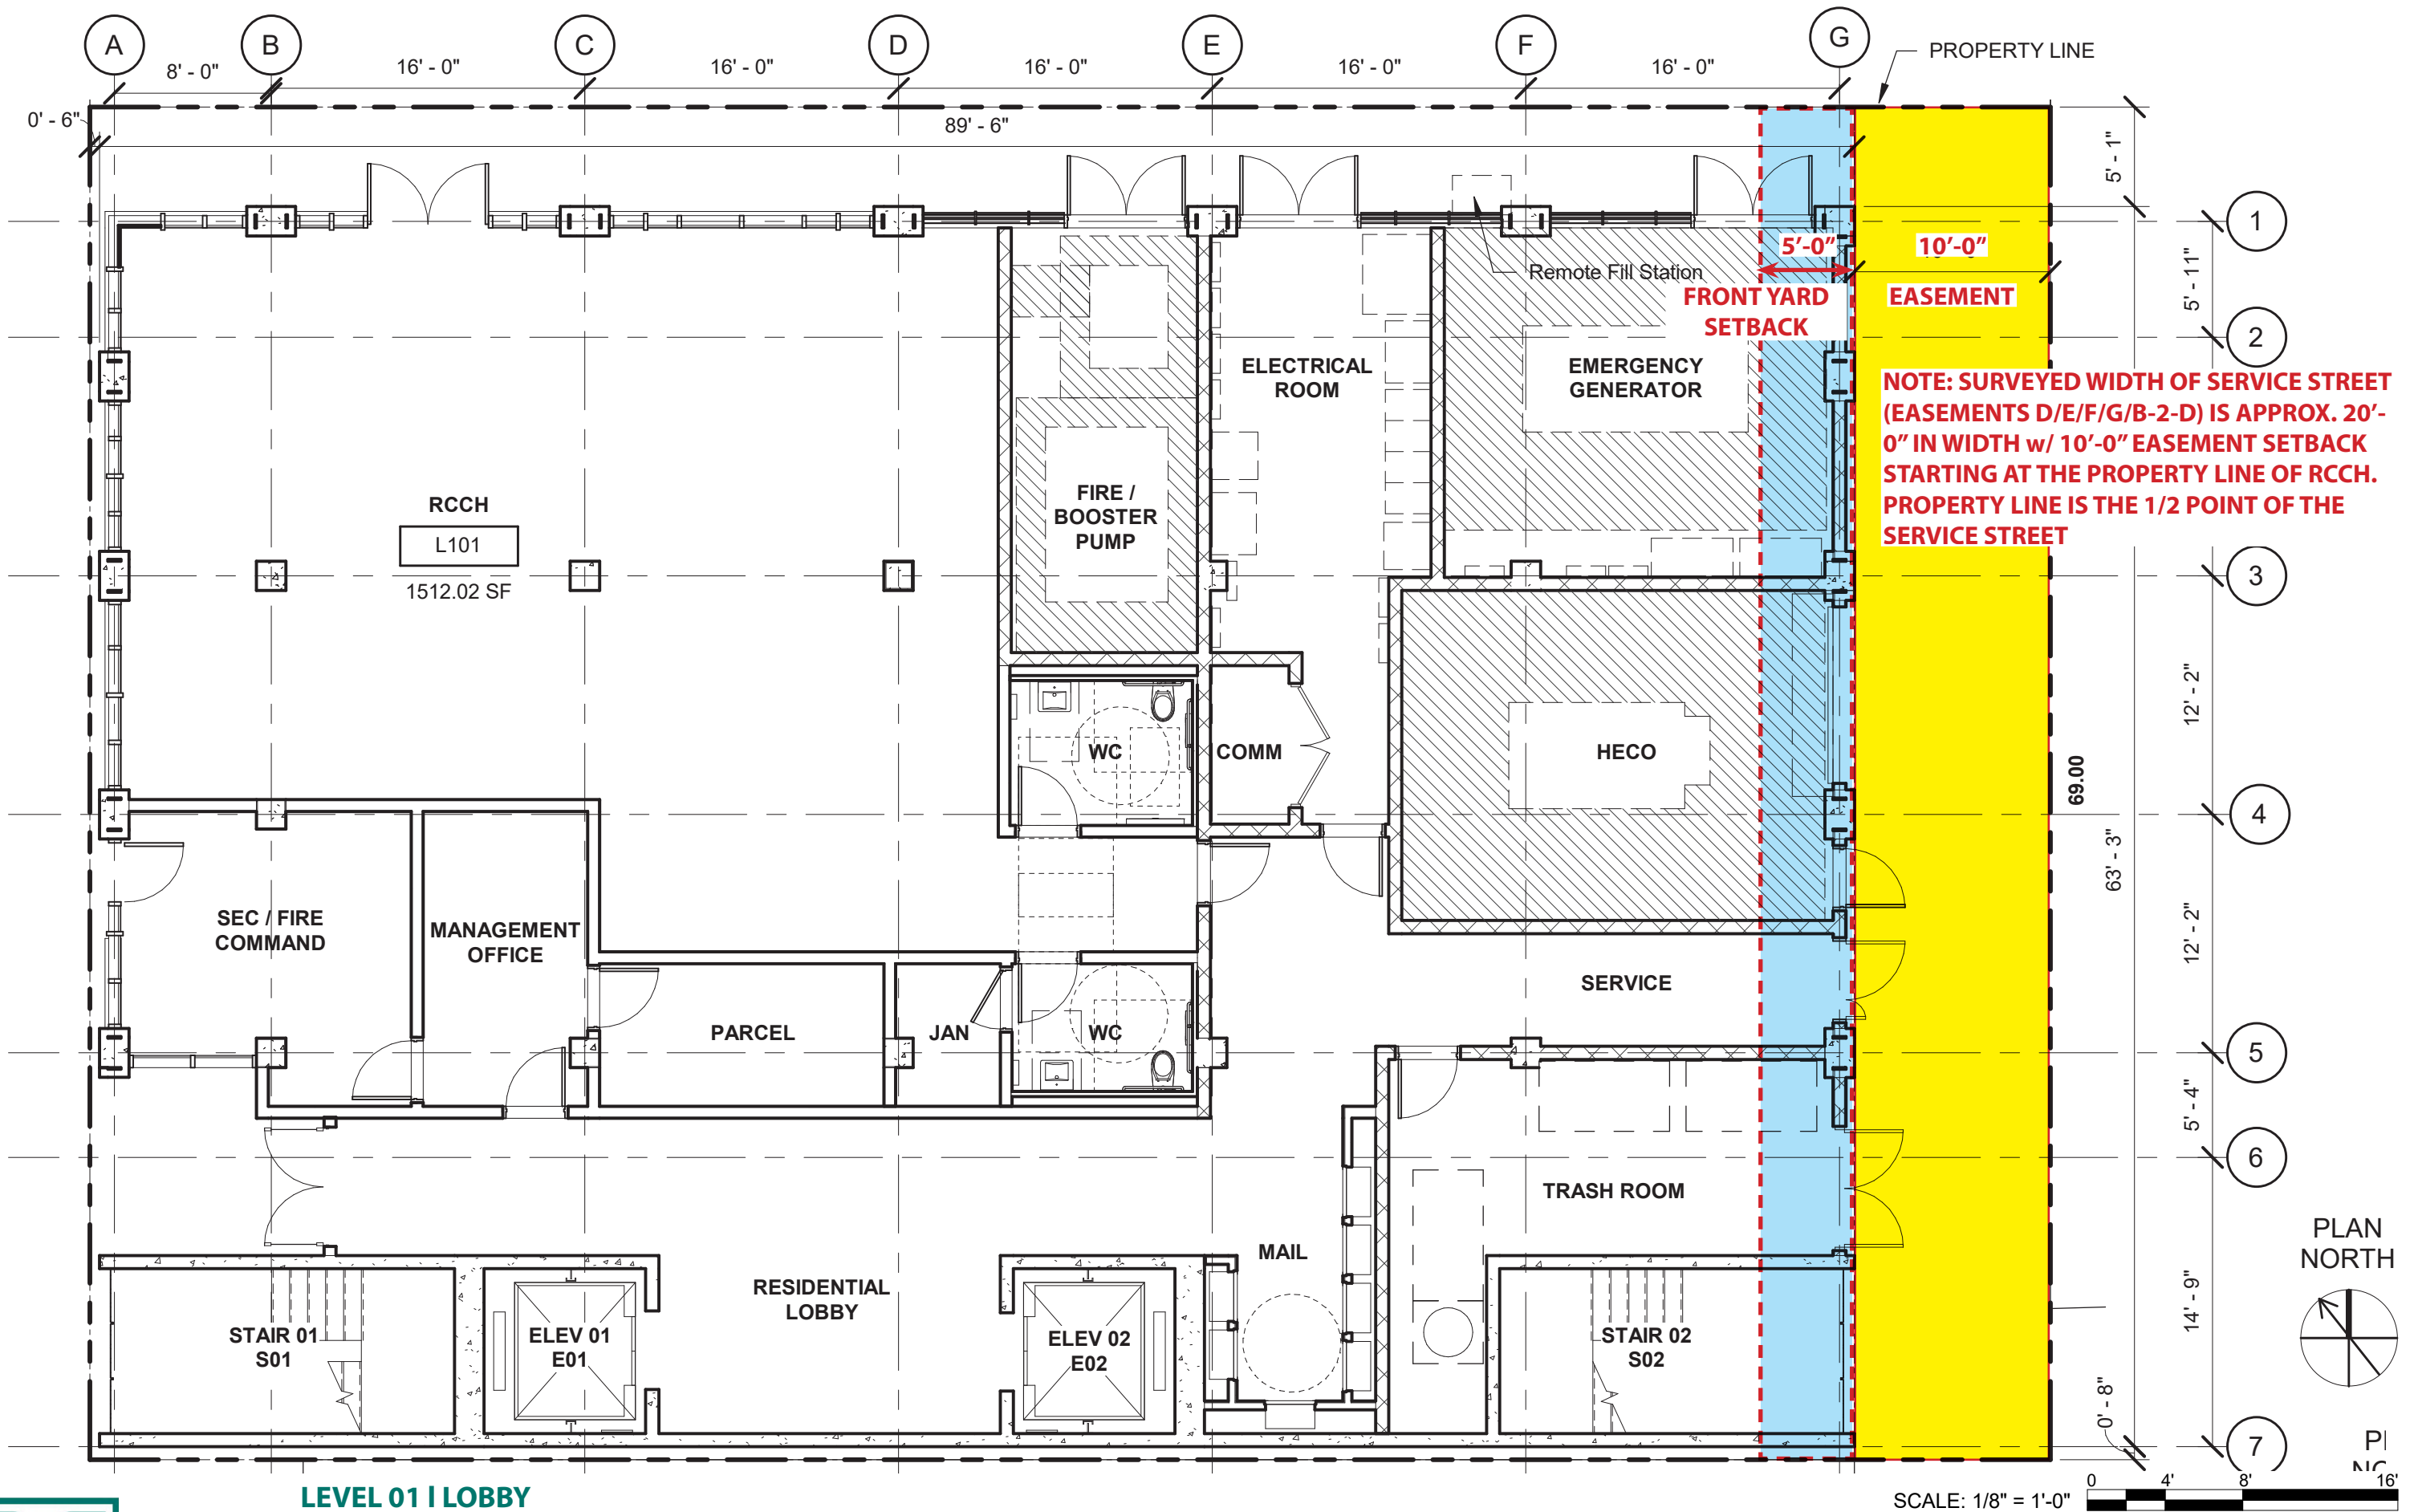 A
B
C
D
E
F
G
PROPERTY LINE
8' - 0"
16' - 0"
16' - 0"
16' - 0"
16' - 0"
16' - 0"
0' - 6"
89' - 6"
5' - 1"
1
5'-0"
10'-0"
5' - 11"
Remote Fill Station
FRONT YARD
SETBACK
EASEMENT
2
ELECTRICAL
ROOM
EMERGENCY
GENERATOR
NOTE: SURVEYED WIDTH OF SERVICE STREET
(EASEMENTS D/E/F/G/B-2-D) IS APPROX. 20'-
0" IN WIDTH w/ 10'-0" EASEMENT SETBACK
STARTING AT THE PROPERTY LINE OF RCCH.
PROPERTY LINE IS THE 1/2 POINT OF THE
SERVICE STREET
RCCH
L101
1512.02 SF
FIRE /
BOOSTER
PUMP
3
12' - 2"
WC
COMM
HECO
69.00
4
63' - 3"
SEC / FIRE
COMMAND
MANAGEMENT
OFFICE
12' - 2"
SERVICE
PARCEL
JAN
WC
5
5' - 4"
6
TRASH ROOM
MAIL
PLAN
NORTH
RESIDENTIAL
LOBBY
14' - 9"
STAIR 01
S01
ELEV 01
E01
ELEV 02
E02
STAIR 02
S02
0' - 8"
7
LEVEL 01 | LOBBY
0 4' 8' 16'
SCALE: 1/8" = 1'-0"